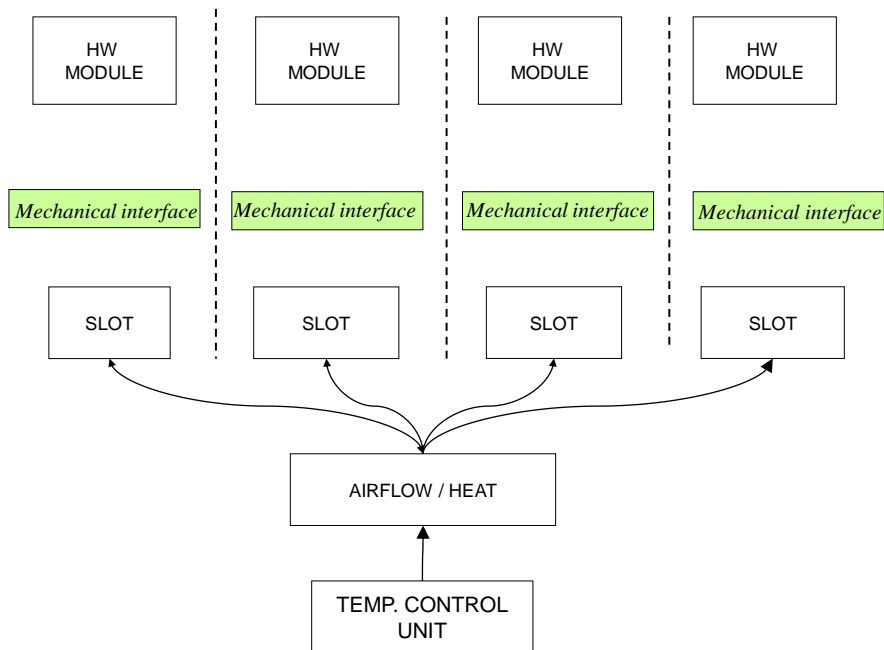 HW
MODULE
HW
MODULE
HW
MODULE
HW
MODULE
Mechanical interface
Mechanical interface
Mechanical interface
Mechanical interface
SLOT
SLOT
SLOT
SLOT
AIRFLOW / HEAT
TEMP. CONTROL
UNIT